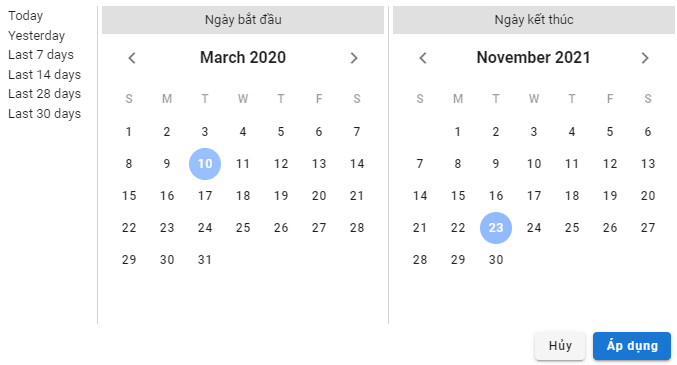 Today
Yesterday
Last 7 days
Last 14 days
Last 28 days
Last 30 days
Ngày bắt đầu
March 2020
S M T W T F S
1 2 3 4 5 6 7
8 9 10 11 12 13 14
15 16 17 18 19 20 21
22 23 24 25 26 27 28
29 30 31
Ngày kết thúc
November 2021
S M T W T F S
1 2 3 4 5 6
7 8 9 10 11 12 13
14 15 16 17 18 19 20
21 22 23 24 25 26 27
28 29 30
Hủy
Áp dụng